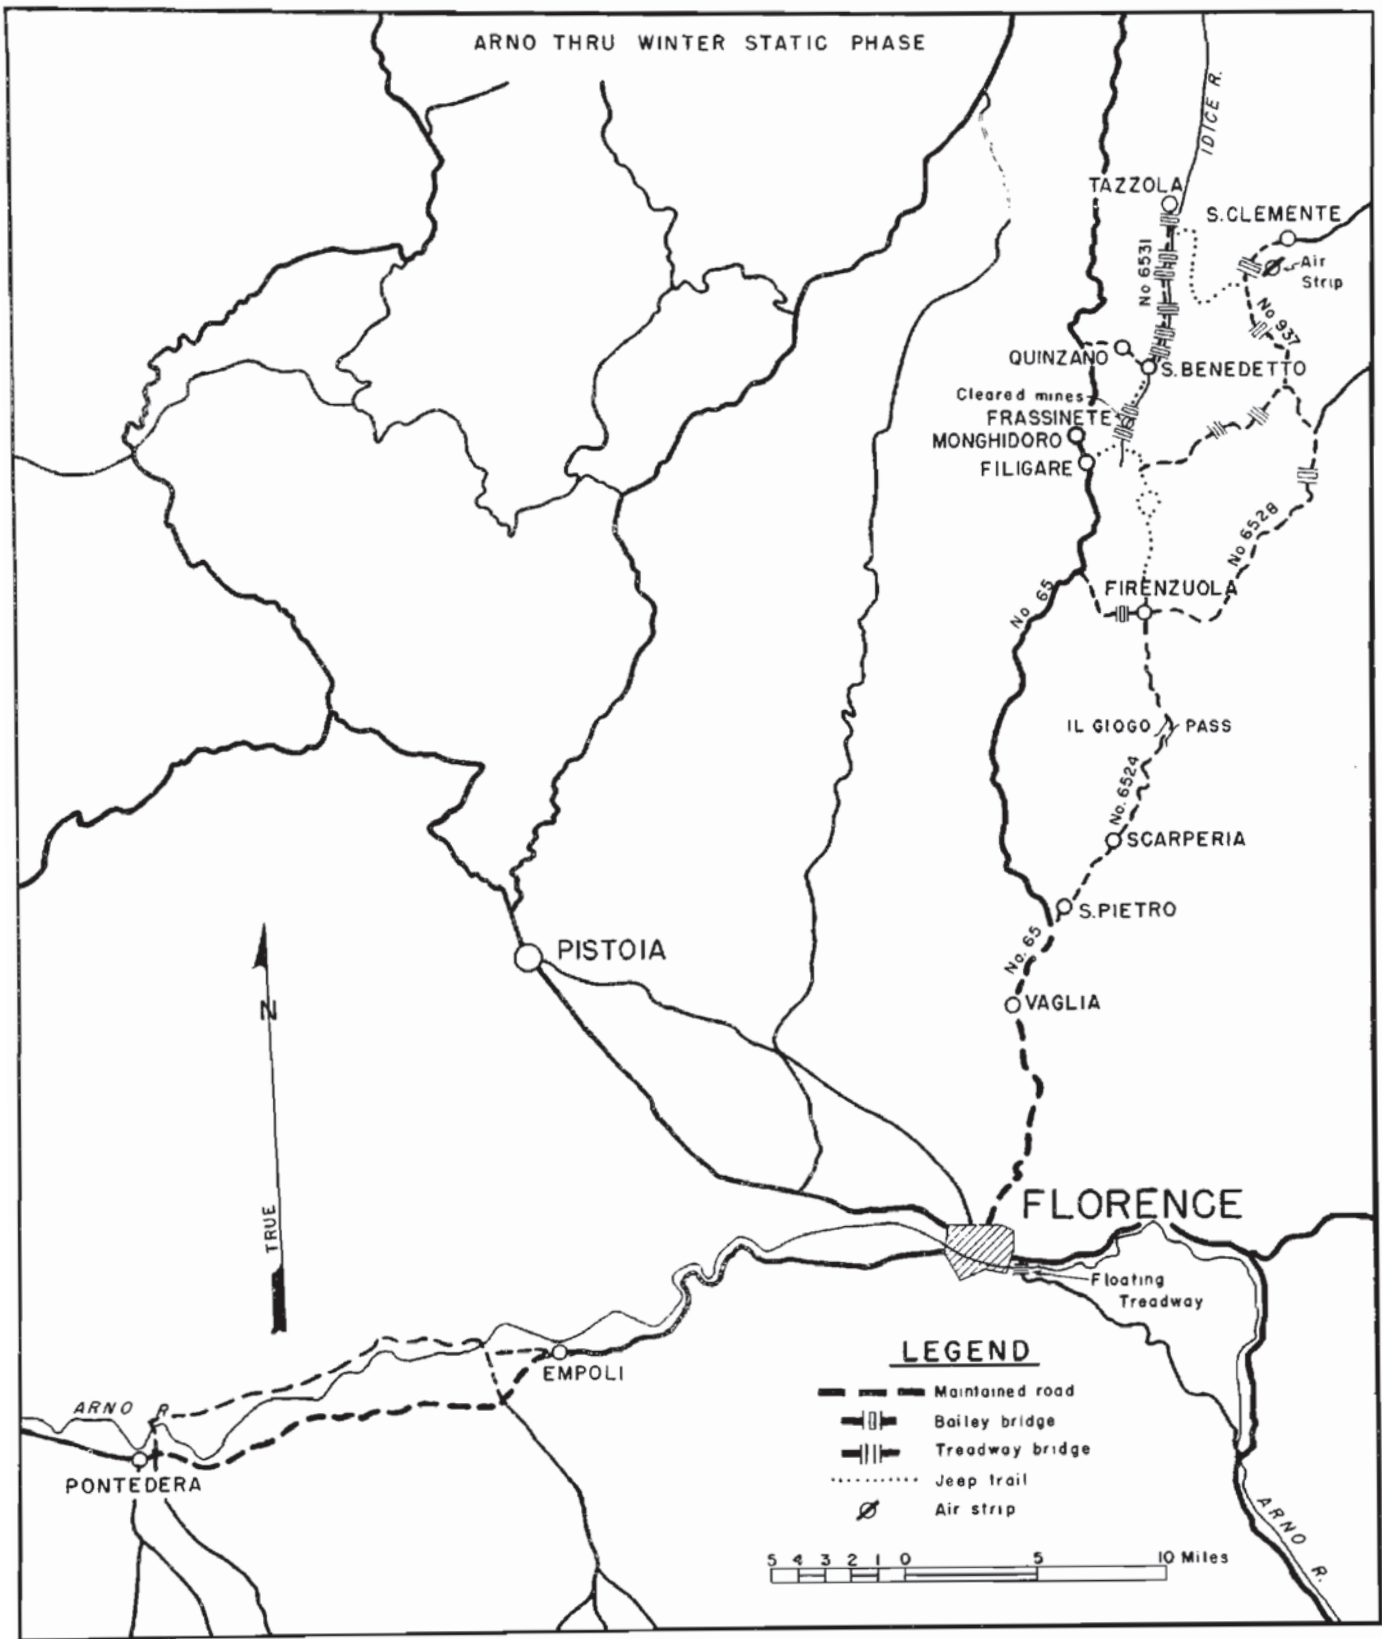 ARNO THRU WINTER STATIC PHASE
IDICE R.
TAZZOLA
S. CLEMENTE
Air
Strip
No 6531
No 937
QUINZANO
S. BENEDETTO
Cleared mines
FRASSINETE
MONGHIDORO
FILIGARE
No 6528
No 65
FIRENZUOLA
IL GIOGO PASS
No. 6524
SCARPERIA
S. PIETRO
No. 65
PISTOIA
VAGLIA
N
TRUE
FLORENCE
Floating
Treadway
EMPOLI
ARNO R.
PONTEDERA
LEGEND
Maintained road
Bailey bridge
Treadway bridge
Jeep trail
Air strip
ARNO R.
5 4 3 2 1 0 5 10 Miles